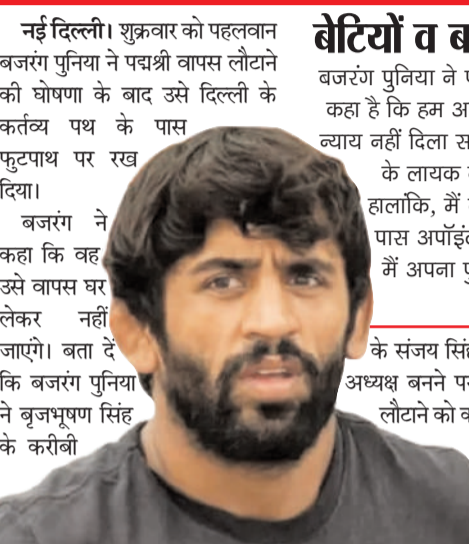 नई दिल्ली। शुक्रवार को पहलवान
बजरंग पुनिया ने पद्मश्री वापस लौटाने
की घोषणा के बाद उसे दिल्ली के
कर्तव्य पथ के पास
फुटपाथ पर रख
दिया।
बजरंग ने
कहा कि वह
उसे वापस घर
लेकर नहीं
जाएंगे। बता दें
कि बजरंग पुनिया
ने बृजभूषण सिंह
के करीबी
बेटियों व
बजरंग पुनिया ने
कहा है कि हम
न्याय नहीं दिला
के लायक
हालांकि, मैं
पास
मैं अपना
के संजय सिंह
अध्यक्ष बनने
लौटाने को